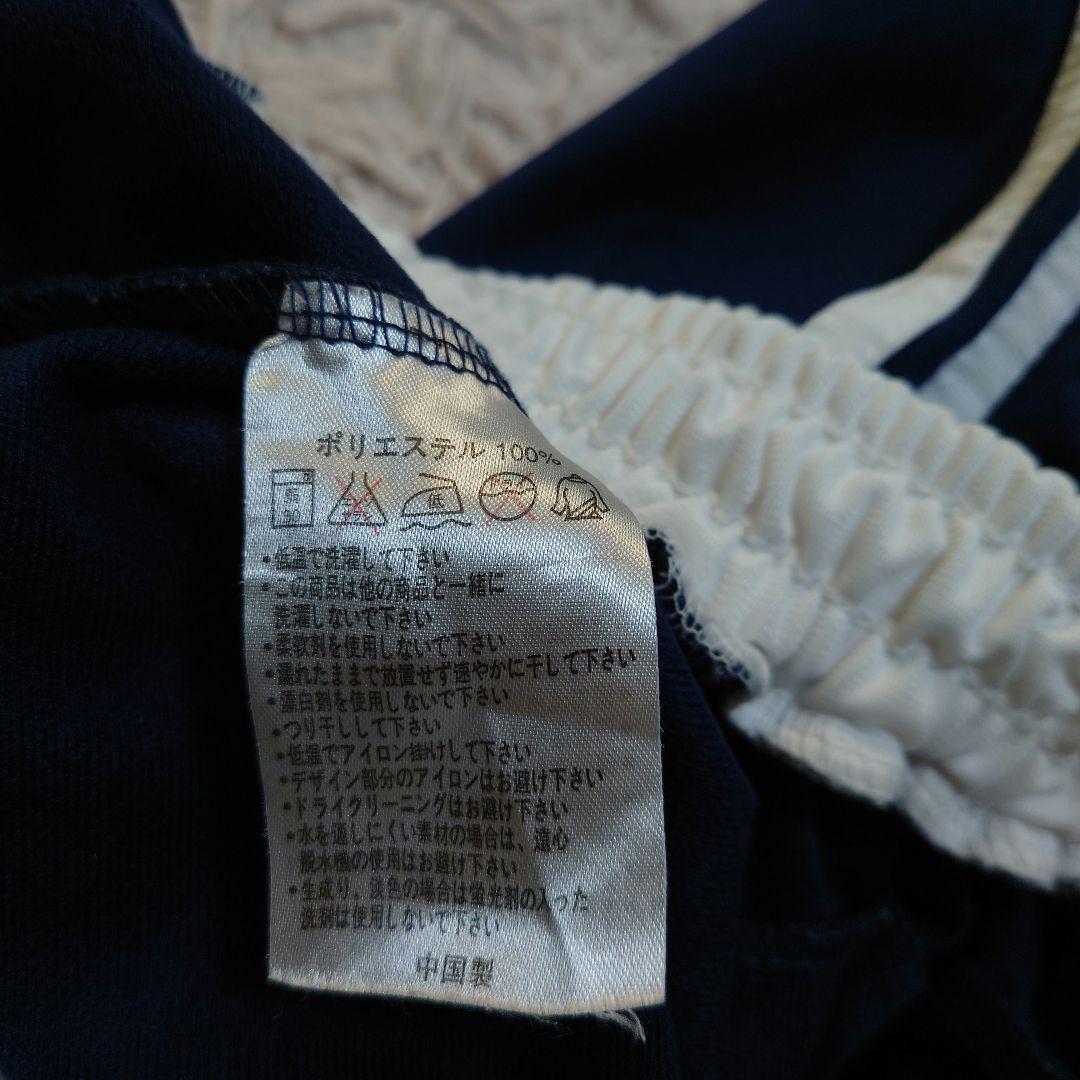 ポリエステル 100%
・低温で洗濯して下さい
・この商品は他の商品と一緒に
洗濯しないで下さい
・柔軟剤を使用しないで下さい
・濡れたままで放置せず速やかに干して下さい
・漂白剤を使用しないで下さい
・つり干しして下さい
・低温でアイロン掛けして下さい
・デザイン部分のアイロンはお避け下さい
・ドライクリーニングはお避け下さい
・水を通しにくい素材の場合は、遠心
脱水機の使用はお避け下さい
・生成り、淡色の場合は蛍光剤の入った
洗剤は使用しないで下さい
中国製